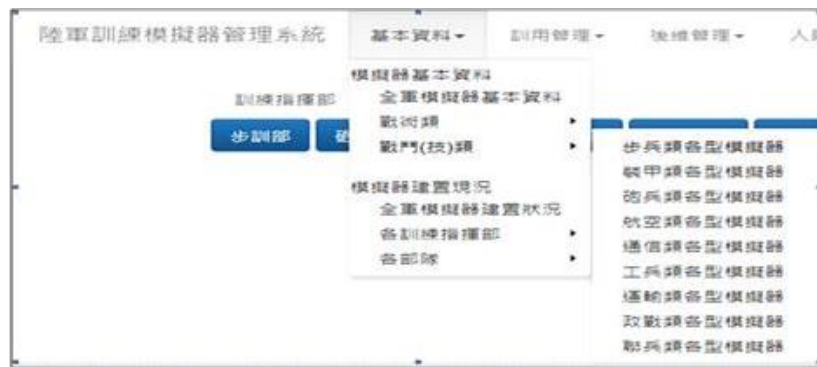 陸軍訓練模擬器管理系統 基本資料 訓用管理 後維管理 人
模擬器基本資料
全軍模擬器基本資料
戰術類
戰鬥(技)類
模擬器建置現況
全軍模擬器建置狀況
各訓練指揮部
各部隊
訓練指揮部
步訓部
步兵類各型模擬器
裝甲類各型模擬器
砲兵類各型模擬器
航空類各型模擬器
通信類各型模擬器
工兵類各型模擬器
運輸類各型模擬器
政戰類各型模擬器
聯兵類各型模擬器